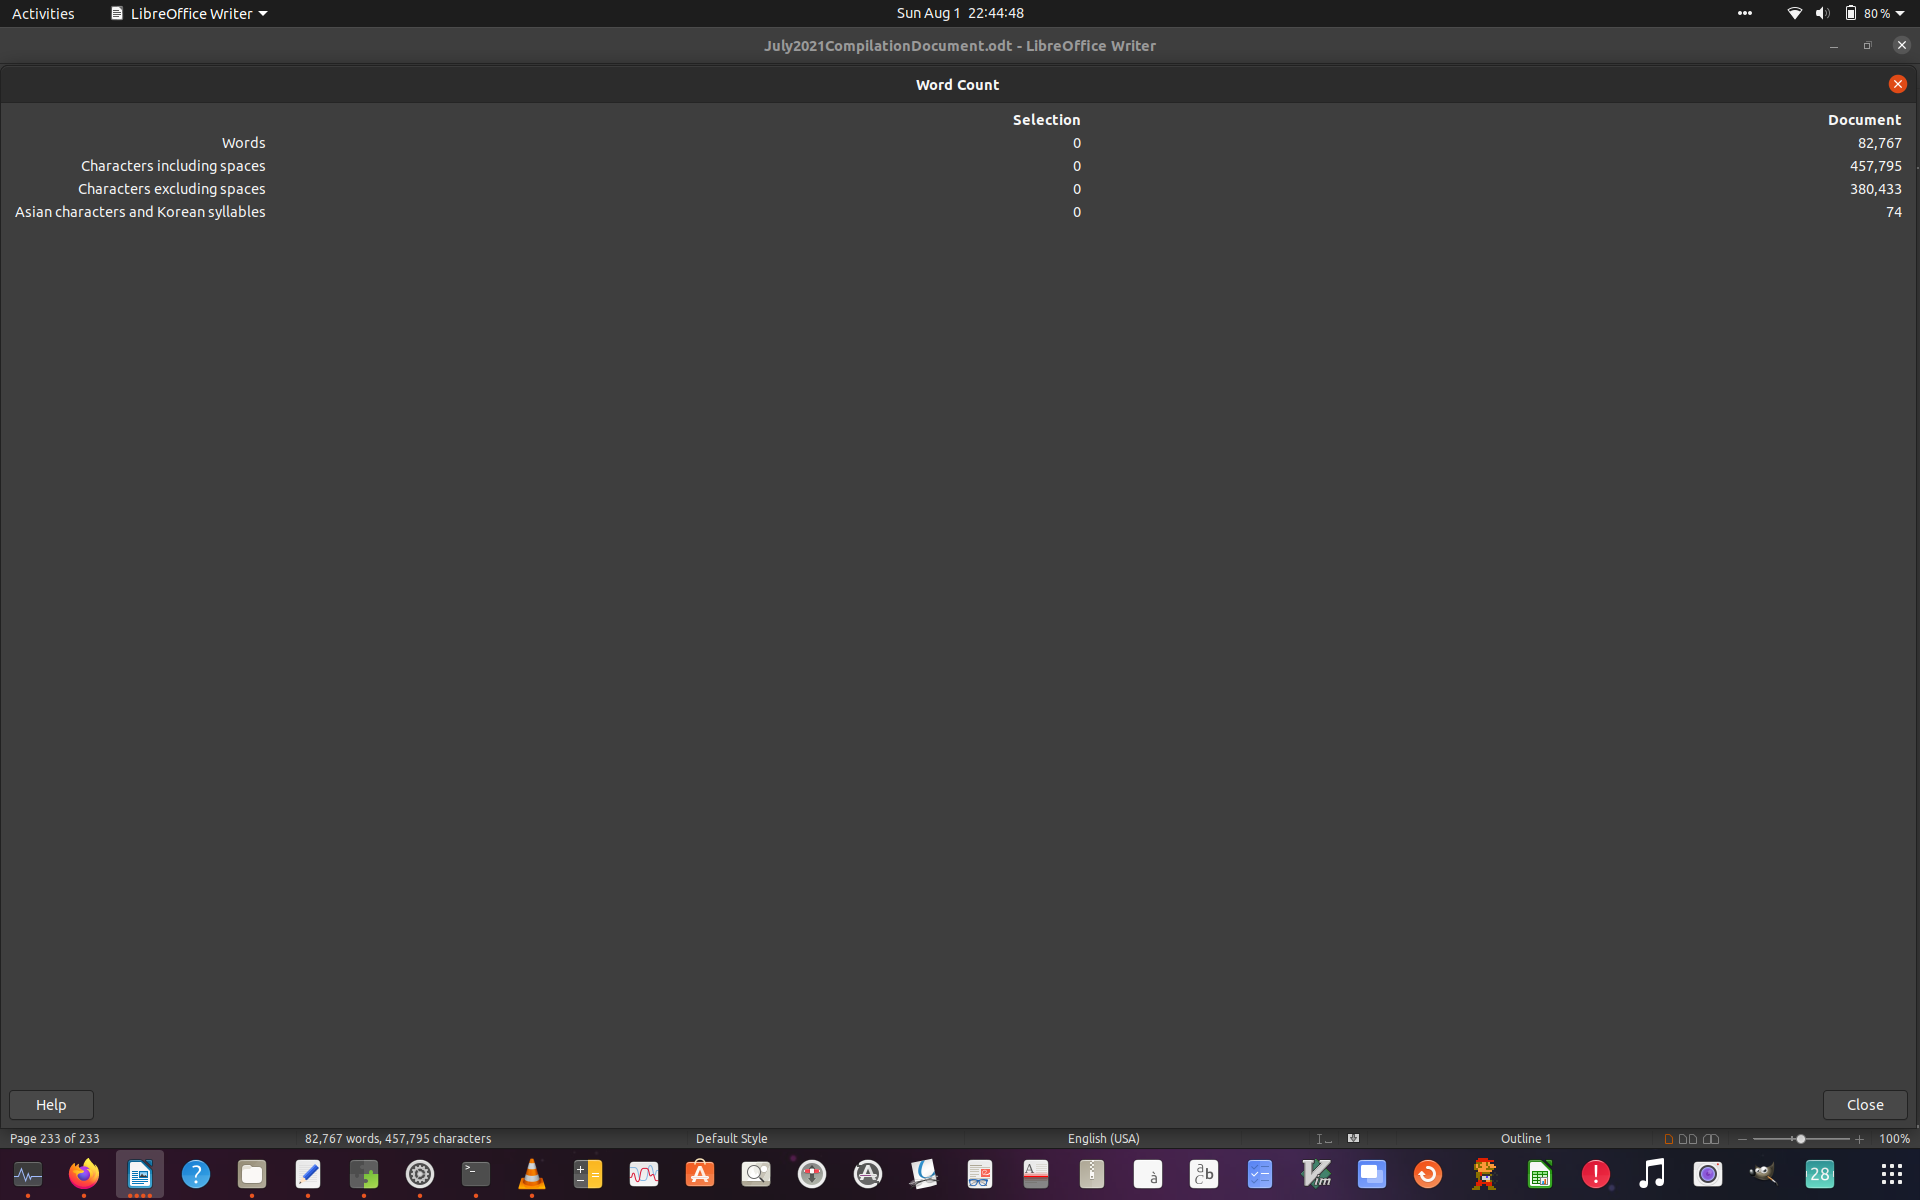 Activities LibreOffice Writer Sun Aug 1 22:44:48 80 %
July2021CompilationDocument.odt - LibreOffice Writer
Word Count
Selection Document
Words 0 82,767
Characters including spaces 0 457,795
Characters excluding spaces 0 380,433
Asian characters and Korean syllables 0 74
Help Close
Page 233 of 233 82,767 words, 457,795 characters Default Style English (USA) Outline 1 100%
28